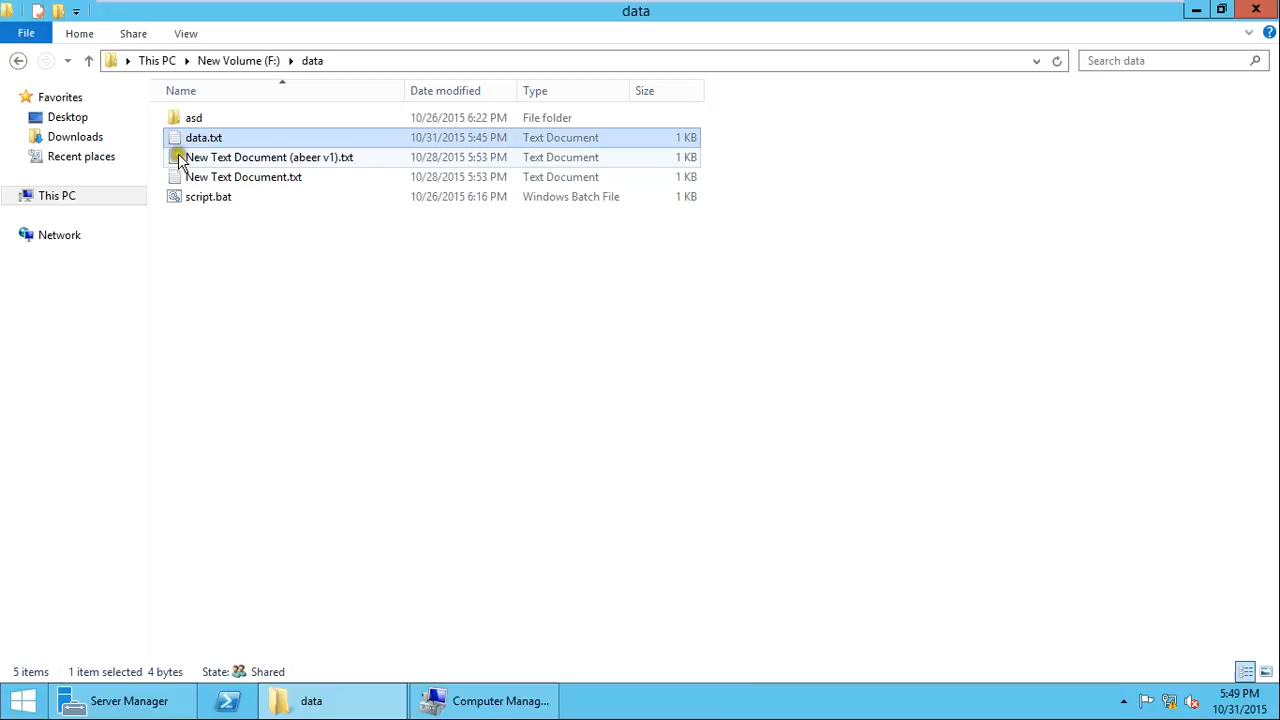 data
File Home Share View
This PC New Volume (F:) data Search data
Name Date modified Type Size
Favorites
Desktop
Downloads
Recent places
This PC
Network
asd 10/26/2015 6:22 PM File folder
data.txt 10/31/2015 5:45 PM Text Document 1 KB
New Text Document (abeer v1).txt 10/28/2015 5:53 PM Text Document 1 KB
New Text Document.txt 10/28/2015 5:53 PM Text Document 1 KB
script.bat 10/26/2015 6:16 PM Windows Batch File 1 KB
5 items 1 item selected 4 bytes State: Shared
Server Manager data Computer Manag... 5:49 PM
10/31/2015